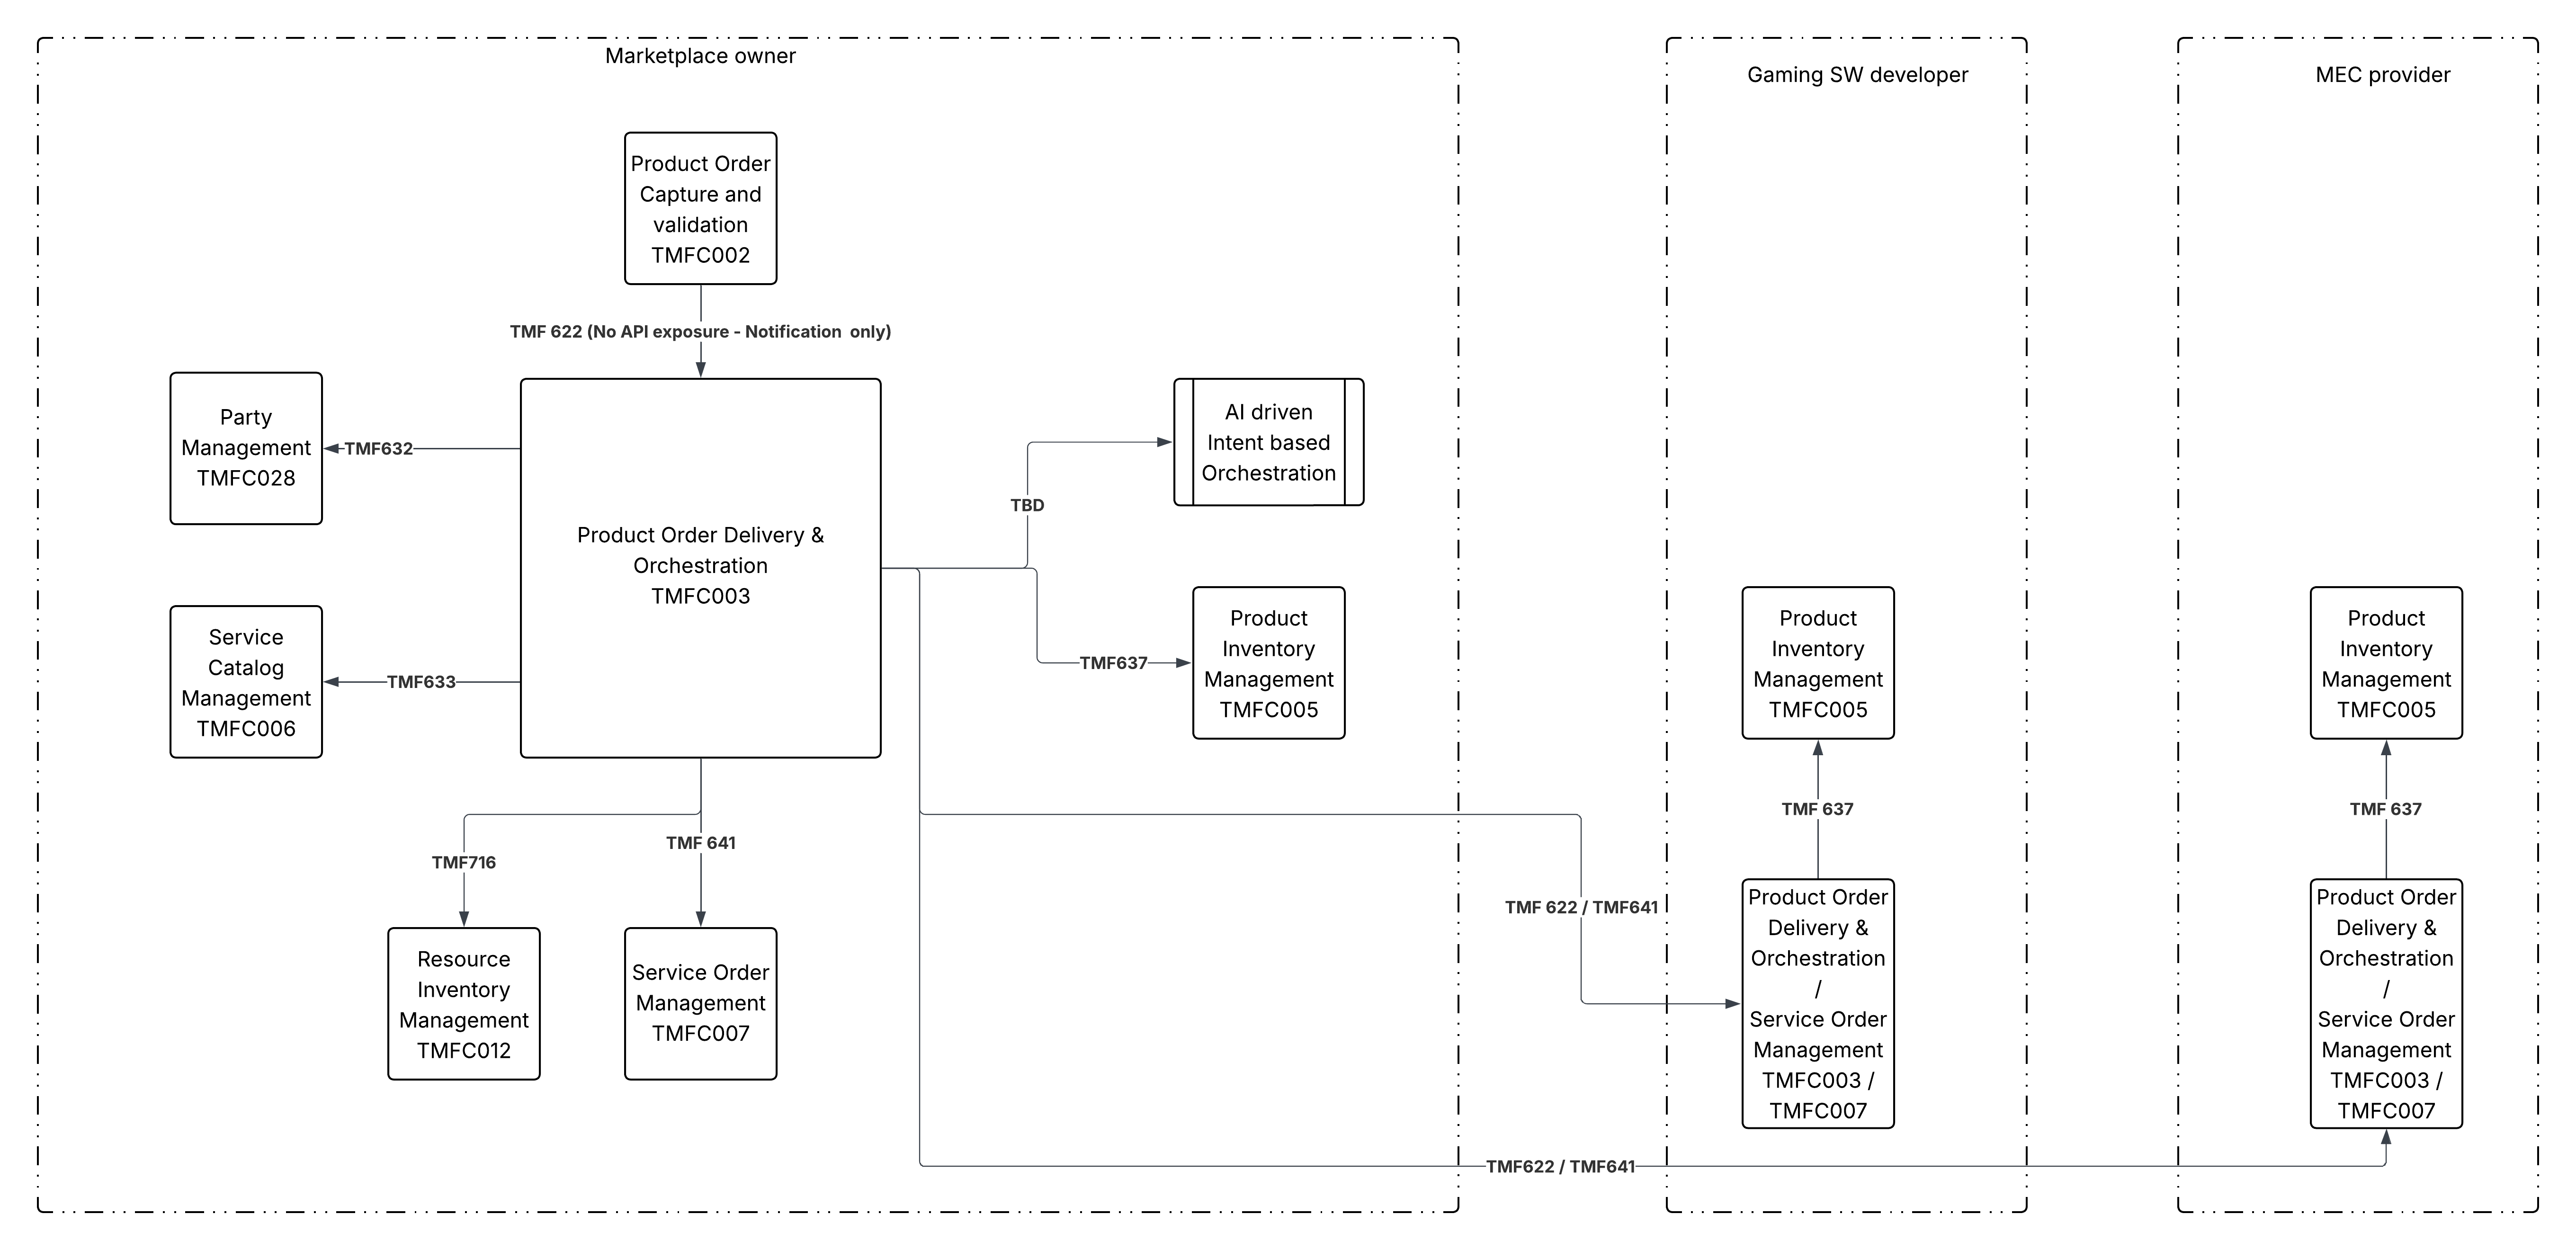 Marketplace owner
Gaming SW developer
MEC provider
Product Order
Capture and
validation
TMFC002
TMF 622 (No API exposure - Notification  only)
Party
Management
TMFC028
TMF632
AI driven
Intent based
Orchestration
TBD
Product Order Delivery &
Orchestration
TMFC003
Service
Catalog
Management
TMFC006
TMF633
TMF637
Product
Inventory
Management
TMFC005
Product
Inventory
Management
TMFC005
Product
Inventory
Management
TMFC005
TMF 637
TMF 637
TMF716
TMF 641
TMF 622 / TMF641
Resource
Inventory
Management
TMFC012
Service Order
Management
TMFC007
Product Order
Delivery &
Orchestration
/
Service Order
Management
TMFC003 /
TMFC007
Product Order
Delivery &
Orchestration
/
Service Order
Management
TMFC003 /
TMFC007
TMF622 / TMF641